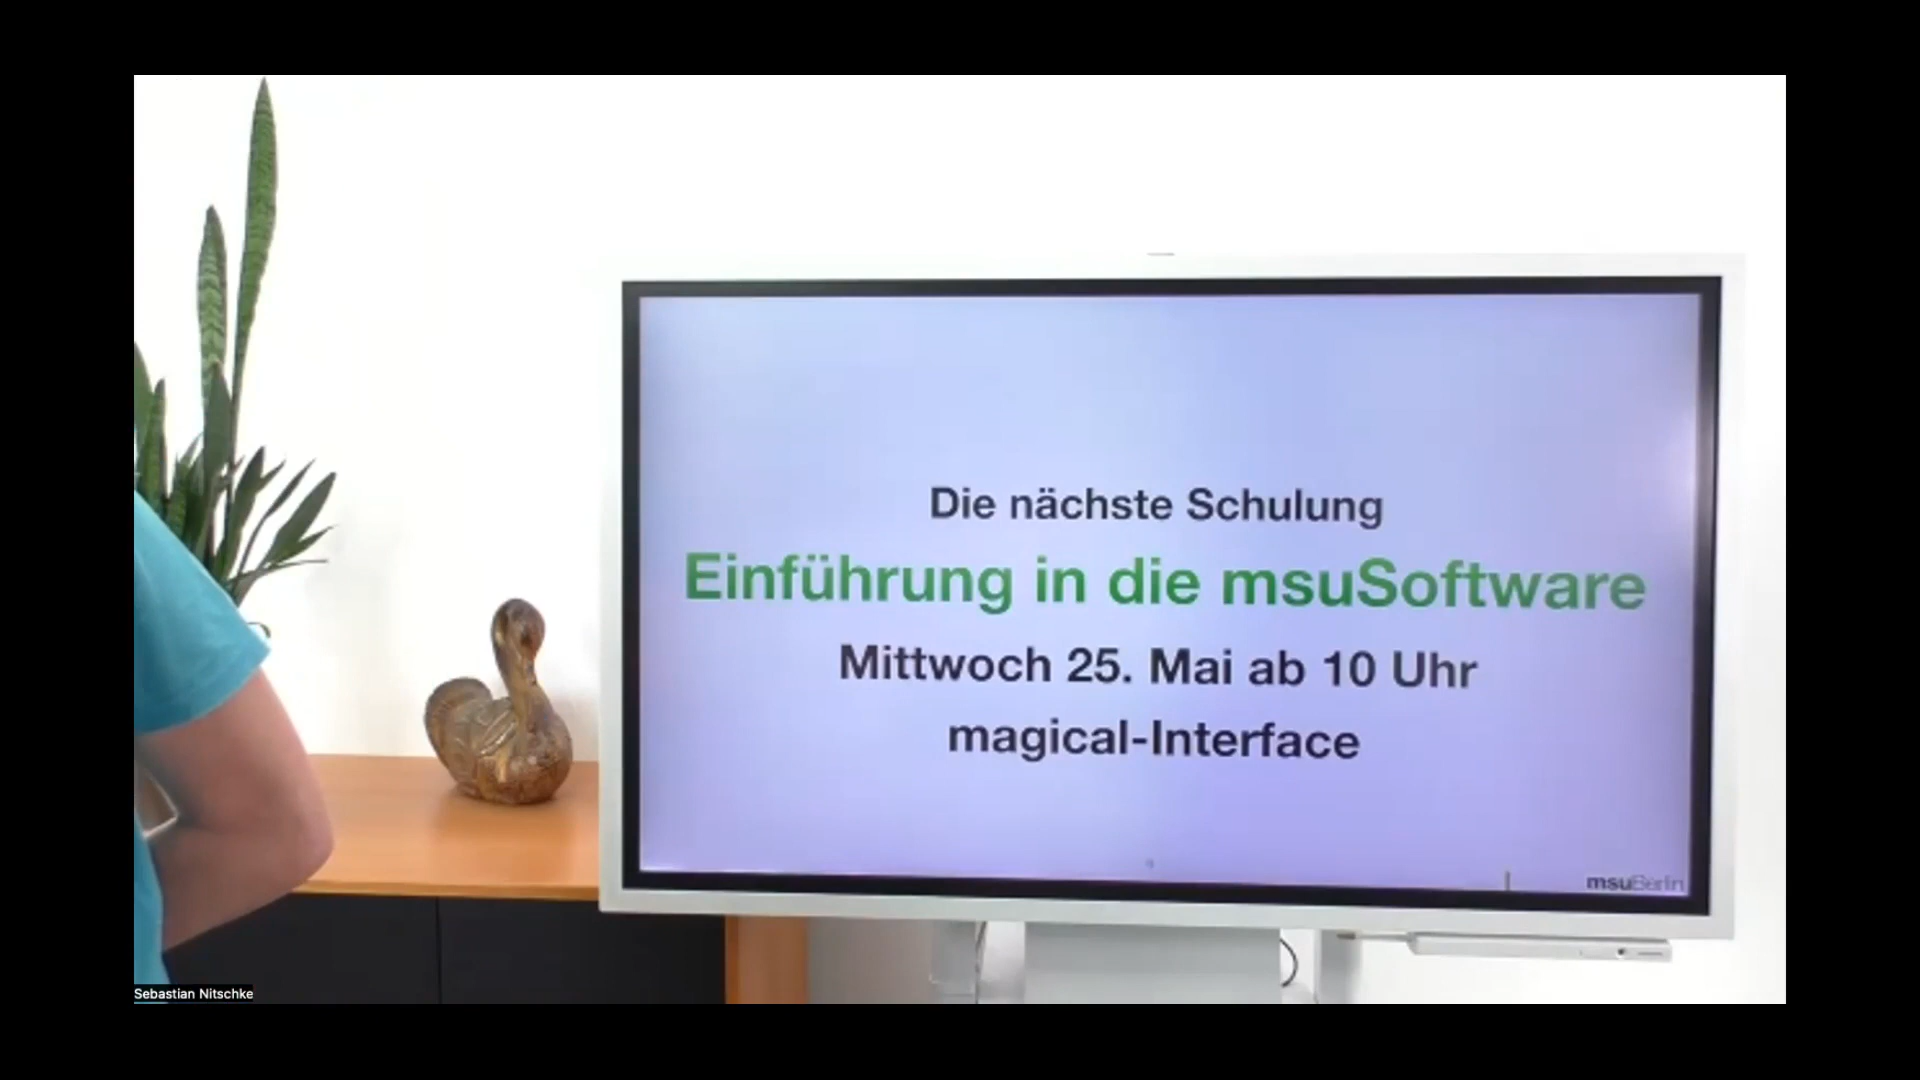 Die nächste Schulung
Einführung in die msuSoftware
Mittwoch 25. Mai ab 10 Uhr
magical-Interface
msuBerlin
Sebastian Nitschke